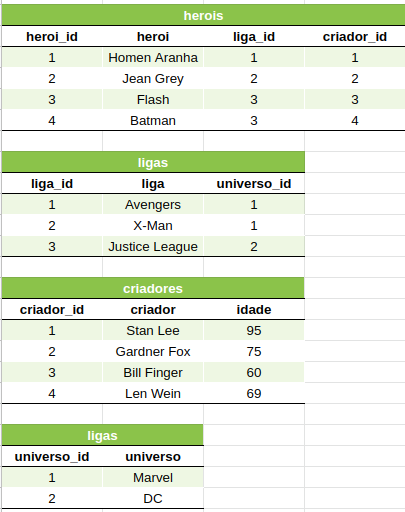 herois
heroi_id heroi liga_id criador_id
1 Homen Aranha 1 1
2 Jean Grey 2 2
3 Flash 3 3
4 Batman 3 4
ligas
liga_id liga universo_id
1 Avengers 1
2 X-Man 1
3 Justice League 2
criadores
criador_id criador idade
1 Stan Lee 95
2 Gardner Fox 75
3 Bill Finger 60
4 Len Wein 69
ligas
universo_id universo
1 Marvel
2 DC